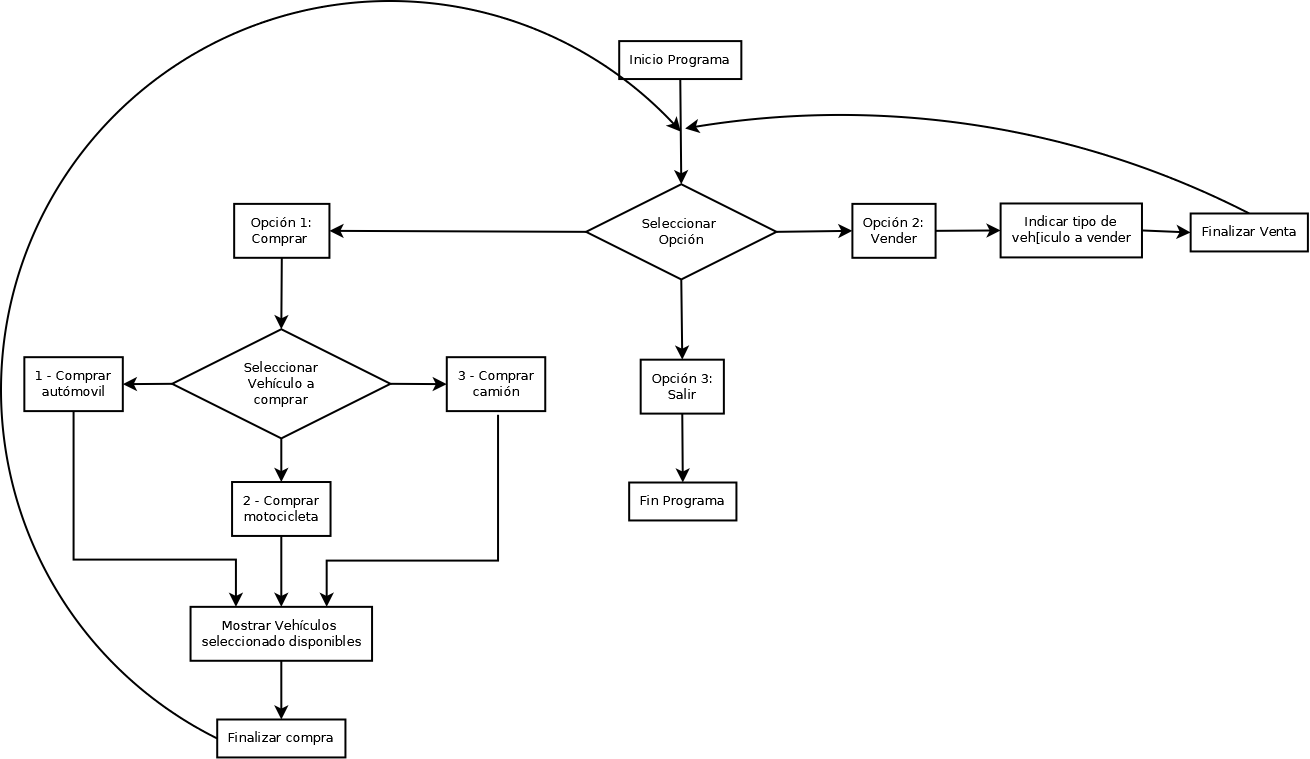 Inicio Programa
Seleccionar
Opción
Opción 1:
Comprar
Opción 2:
Vender
Indicar tipo de
veh[iculo a vender
Finalizar Venta
Seleccionar
Vehículo a
comprar
1 - Comprar
autómovil
3 - Comprar
camión
Opción 3:
Salir
2 - Comprar
motocicleta
Fin Programa
Mostrar Vehículos
seleccionado disponibles
Finalizar compra